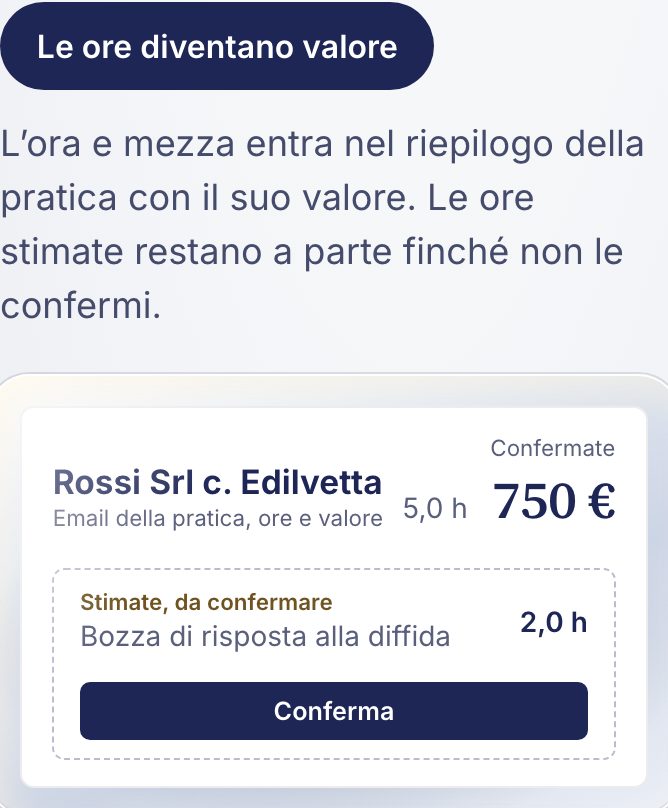 Le ore diventano valore
L’ora e mezza entra nel riepilogo della
pratica con il suo valore. Le ore
stimate restano a parte finché non le
confermi.
Confermate
Rossi Srl c. Edilvetta
5,0 h 750 €
Email della pratica, ore e valore
Stimate, da confermare
Bozza di risposta alla diffida
2,0 h
Conferma